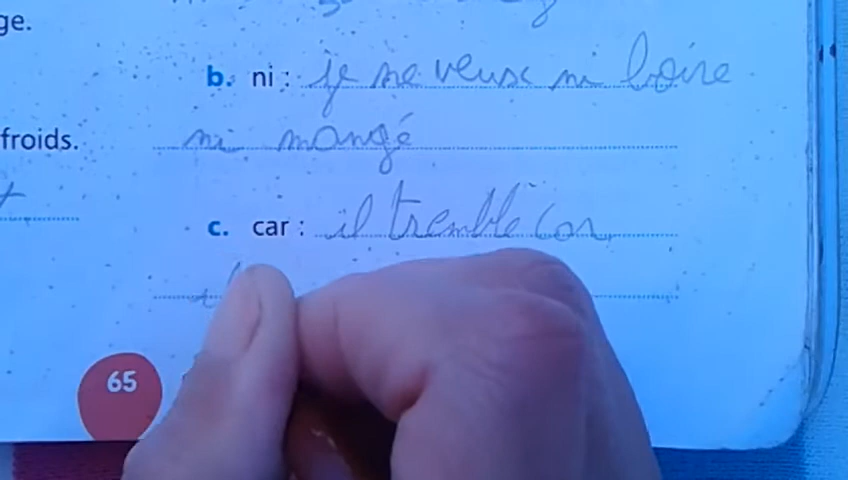 ge.
b. ni : je ne veux ni boire
froids.
ni mangé
c. car : il tremble car
65